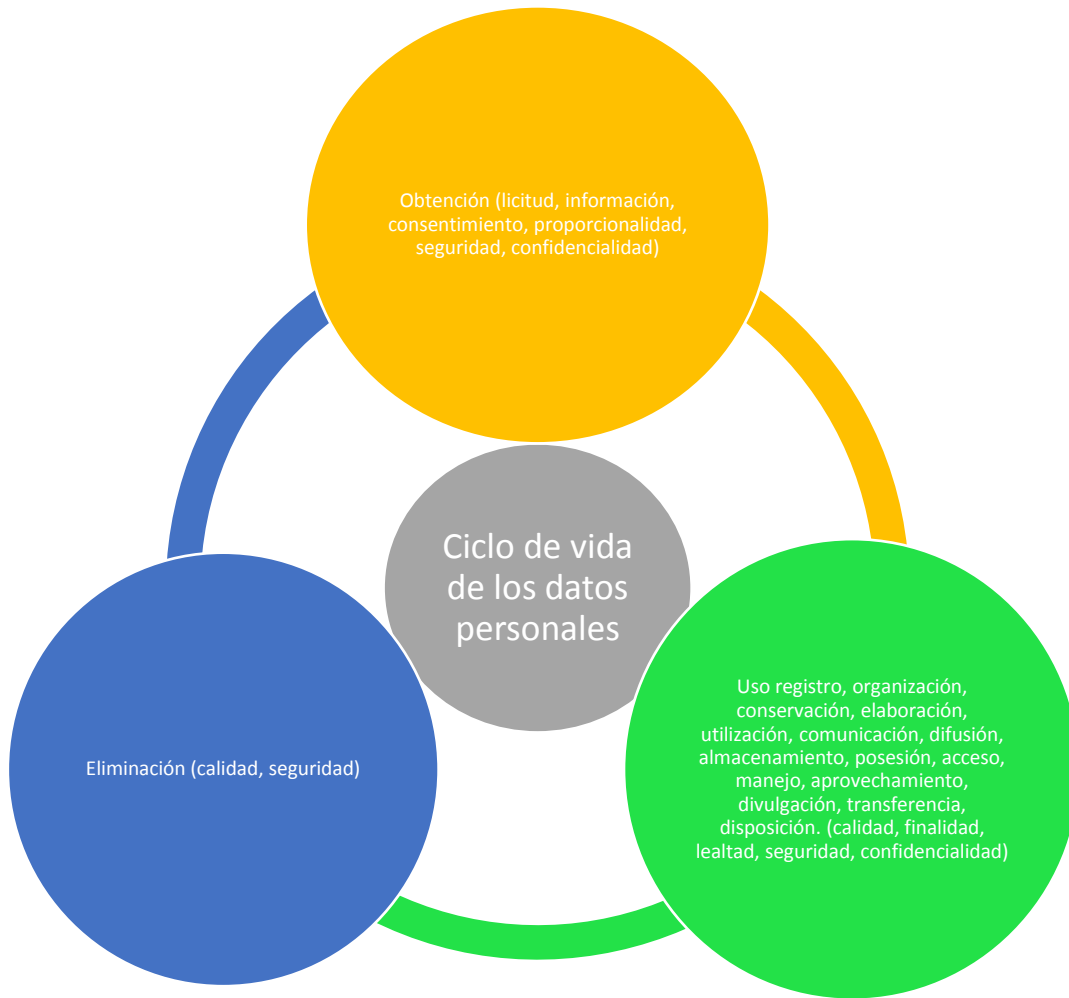 Obtención (licitud, información,
consentimiento, proporcionalidad,
seguridad, confidencialidad)
Ciclo de vida
de los datos
personales
Uso registro, organización,
conservación, elaboración,
utilización, comunicación, difusión,
almacenamiento, posesión, acceso,
manejo, aprovechamiento,
divulgación, transferencia,
disposición. (calidad, finalidad,
lealtad, seguridad, confidencialidad)
Eliminación (calidad, seguridad)